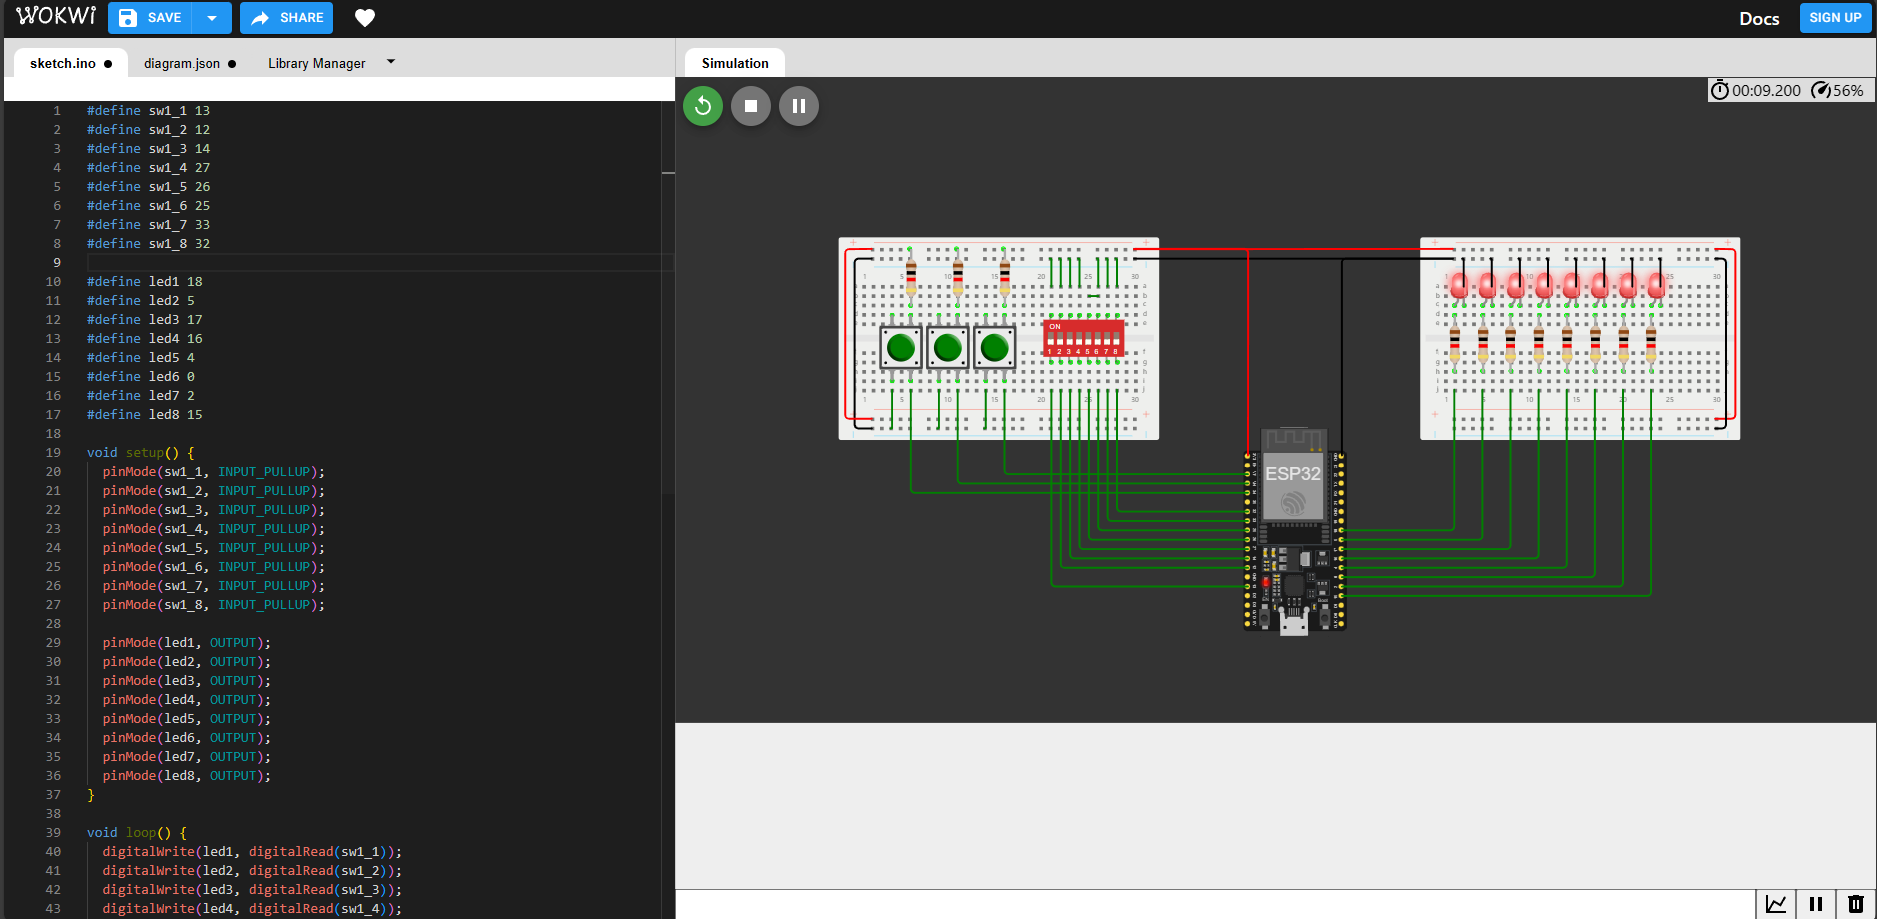 WOKWi SAVE SHARE Docs SIGN UP
sketch.ino ● diagram.json ● Library Manager
Simulation
00:09.200 56%
1 #define sw1_1 13
2 #define sw1_2 12
3 #define sw1_3 14
4 #define sw1_4 27
5 #define sw1_5 26
6 #define sw1_6 25
7 #define sw1_7 33
8 #define sw1_8 32
9
10 #define led1 18
11 #define led2 5
12 #define led3 17
13 #define led4 16
14 #define led5 4
15 #define led6 0
16 #define led7 2
17 #define led8 15
18
19 void setup() {
20 pinMode(sw1_1, INPUT_PULLUP);
21 pinMode(sw1_2, INPUT_PULLUP);
22 pinMode(sw1_3, INPUT_PULLUP);
23 pinMode(sw1_4, INPUT_PULLUP);
24 pinMode(sw1_5, INPUT_PULLUP);
25 pinMode(sw1_6, INPUT_PULLUP);
26 pinMode(sw1_7, INPUT_PULLUP);
27 pinMode(sw1_8, INPUT_PULLUP);
28
29 pinMode(led1, OUTPUT);
30 pinMode(led2, OUTPUT);
31 pinMode(led3, OUTPUT);
32 pinMode(led4, OUTPUT);
33 pinMode(led5, OUTPUT);
34 pinMode(led6, OUTPUT);
35 pinMode(led7, OUTPUT);
36 pinMode(led8, OUTPUT);
37 }
38
39 void loop() {
40 digitalWrite(led1, digitalRead(sw1_1));
41 digitalWrite(led2, digitalRead(sw1_2));
42 digitalWrite(led3, digitalRead(sw1_3));
43 digitalWrite(led4, digitalRead(sw1_4));
ON
1 2 3 4 5 6 7 8
ESP32